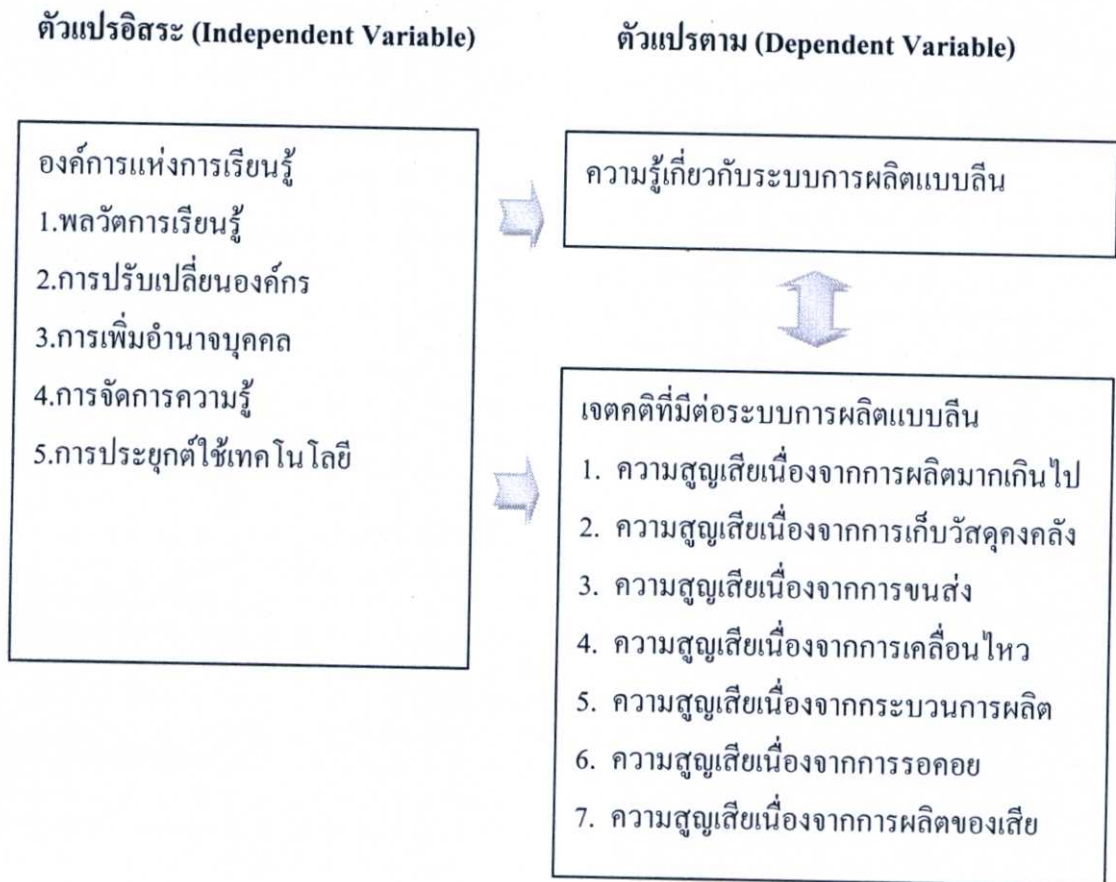 ตัวแปรอิสระ (Independent Variable)
ตัวแปรตาม (Dependent Variable)
องค์การแห่งการเรียนรู้
1.พลวัตการเรียนรู้
2.การปรับเปลี่ยนองค์กร
3.การเพิ่มอำนาจบุคคล
4.การจัดการความรู้
5.การประยุกต์ใช้เทคโนโลยี
ความรู้เกี่ยวกับระบบการผลิตแบบลีน
เจตคติที่มีต่อระบบการผลิตแบบลีน
1. ความสูญเสียเนื่องจากการผลิตมากเกินไป
2. ความสูญเสียเนื่องจากการเก็บวัสดุคงคลัง
3. ความสูญเสียเนื่องจากการขนส่ง
4. ความสูญเสียเนื่องจากการเคลื่อนไหว
5. ความสูญเสียเนื่องจากกระบวนการผลิต
6. ความสูญเสียเนื่องจากการรอคอย
7. ความสูญเสียเนื่องจากการผลิตของเสีย